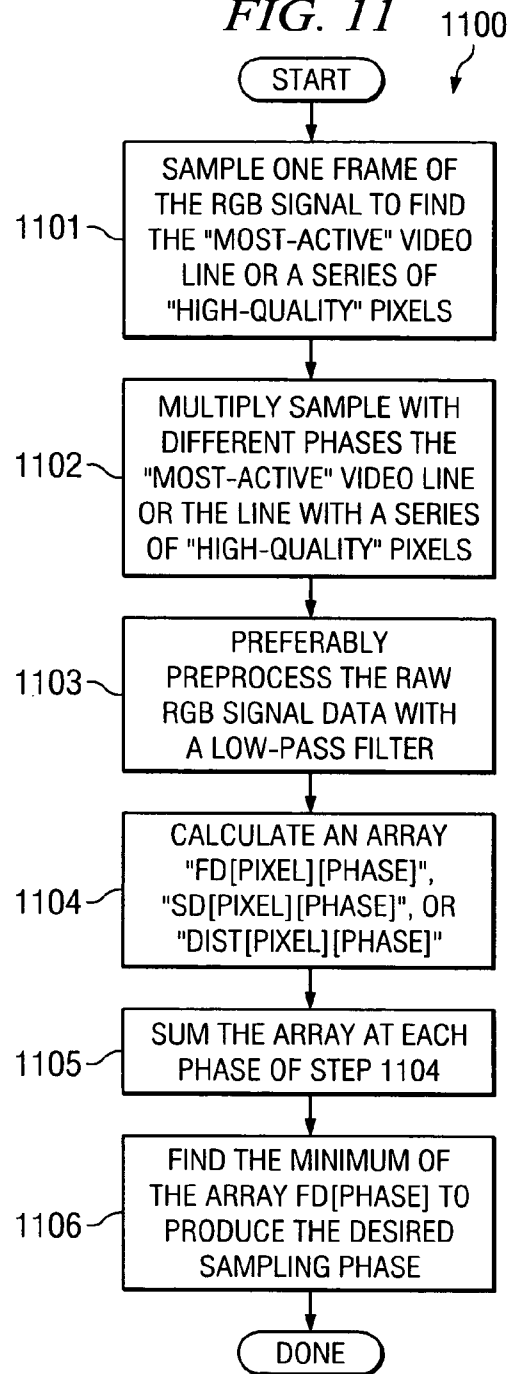 FIG. 11
1100
START
1101
SAMPLE ONE FRAME OF
THE RGB SIGNAL TO FIND
THE "MOST-ACTIVE" VIDEO
LINE OR A SERIES OF
"HIGH-QUALITY" PIXELS
1102
MULTIPLY SAMPLE WITH
DIFFERENT PHASES THE
"MOST-ACTIVE" VIDEO LINE
OR THE LINE WITH A SERIES
OF "HIGH-QUALITY" PIXELS
1103
PREFERABLY
PREPROCESS THE RAW
RGB SIGNAL DATA WITH
A LOW-PASS FILTER
1104
CALCULATE AN ARRAY
"FD[PIXEL][PHASE]",
"SD[PIXEL][PHASE]", OR
"DIST[PIXEL][PHASE]"
1105
SUM THE ARRAY AT EACH
PHASE OF STEP 1104
1106
FIND THE MINIMUM OF
THE ARRAY FD[PHASE] TO
PRODUCE THE DESIRED
SAMPLING PHASE
DONE